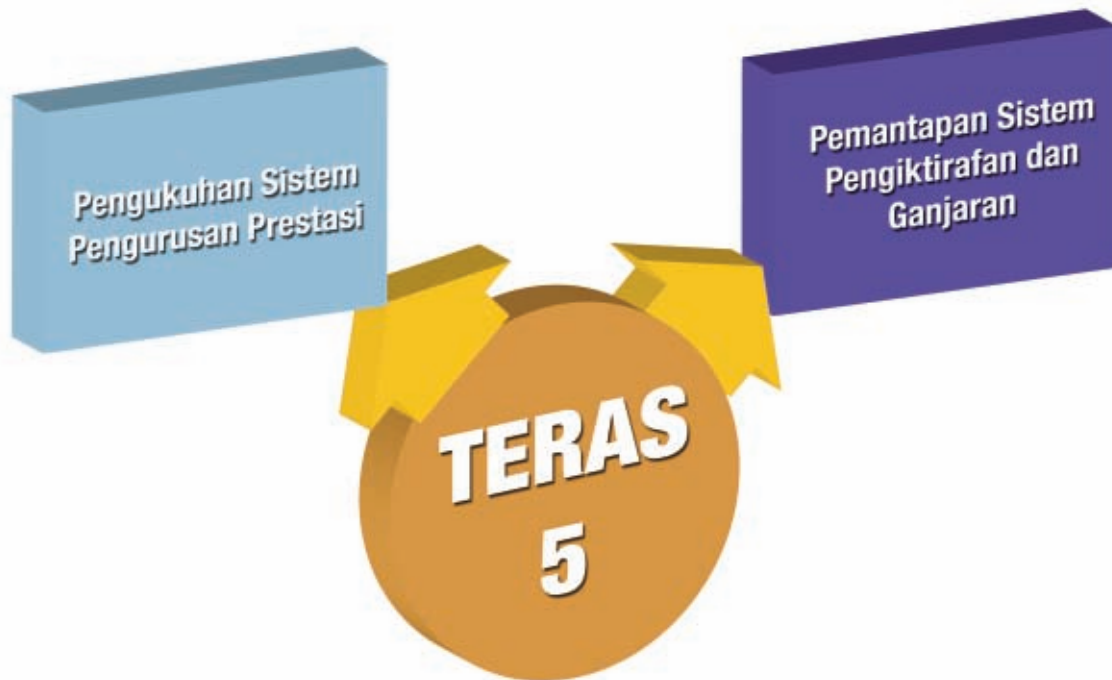 Pengukuhan Sistem
Pengurusan Prestasi
Pemantapan Sistem
Pengiktirafan dan
Ganjaran
TERAS
5